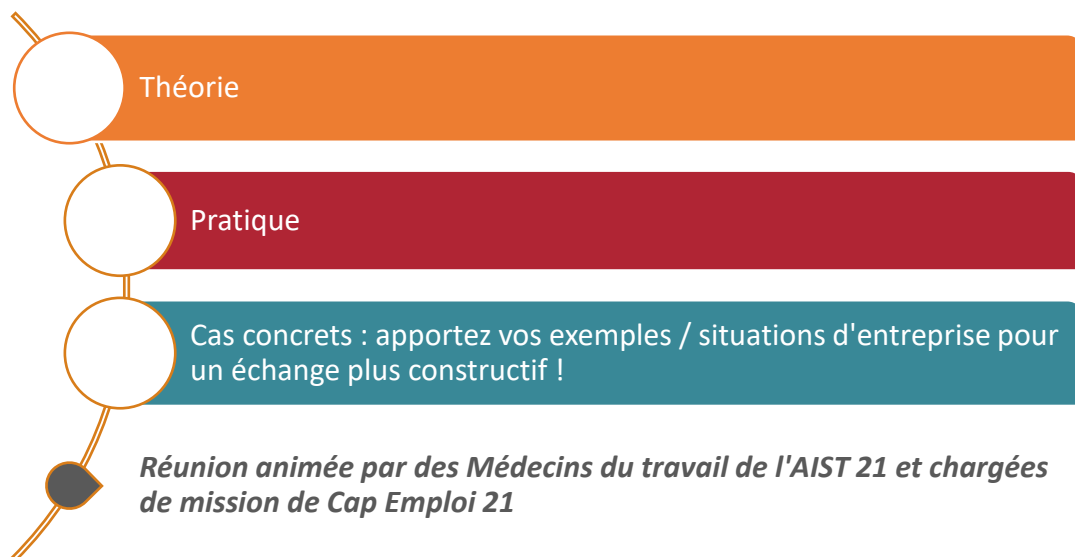 Théorie
Pratique
Cas concrets : apportez vos exemples / situations d'entreprise pour
un échange plus constructif !
Réunion animée par des Médecins du travail de l'AIST 21 et chargées
de mission de Cap Emploi 21